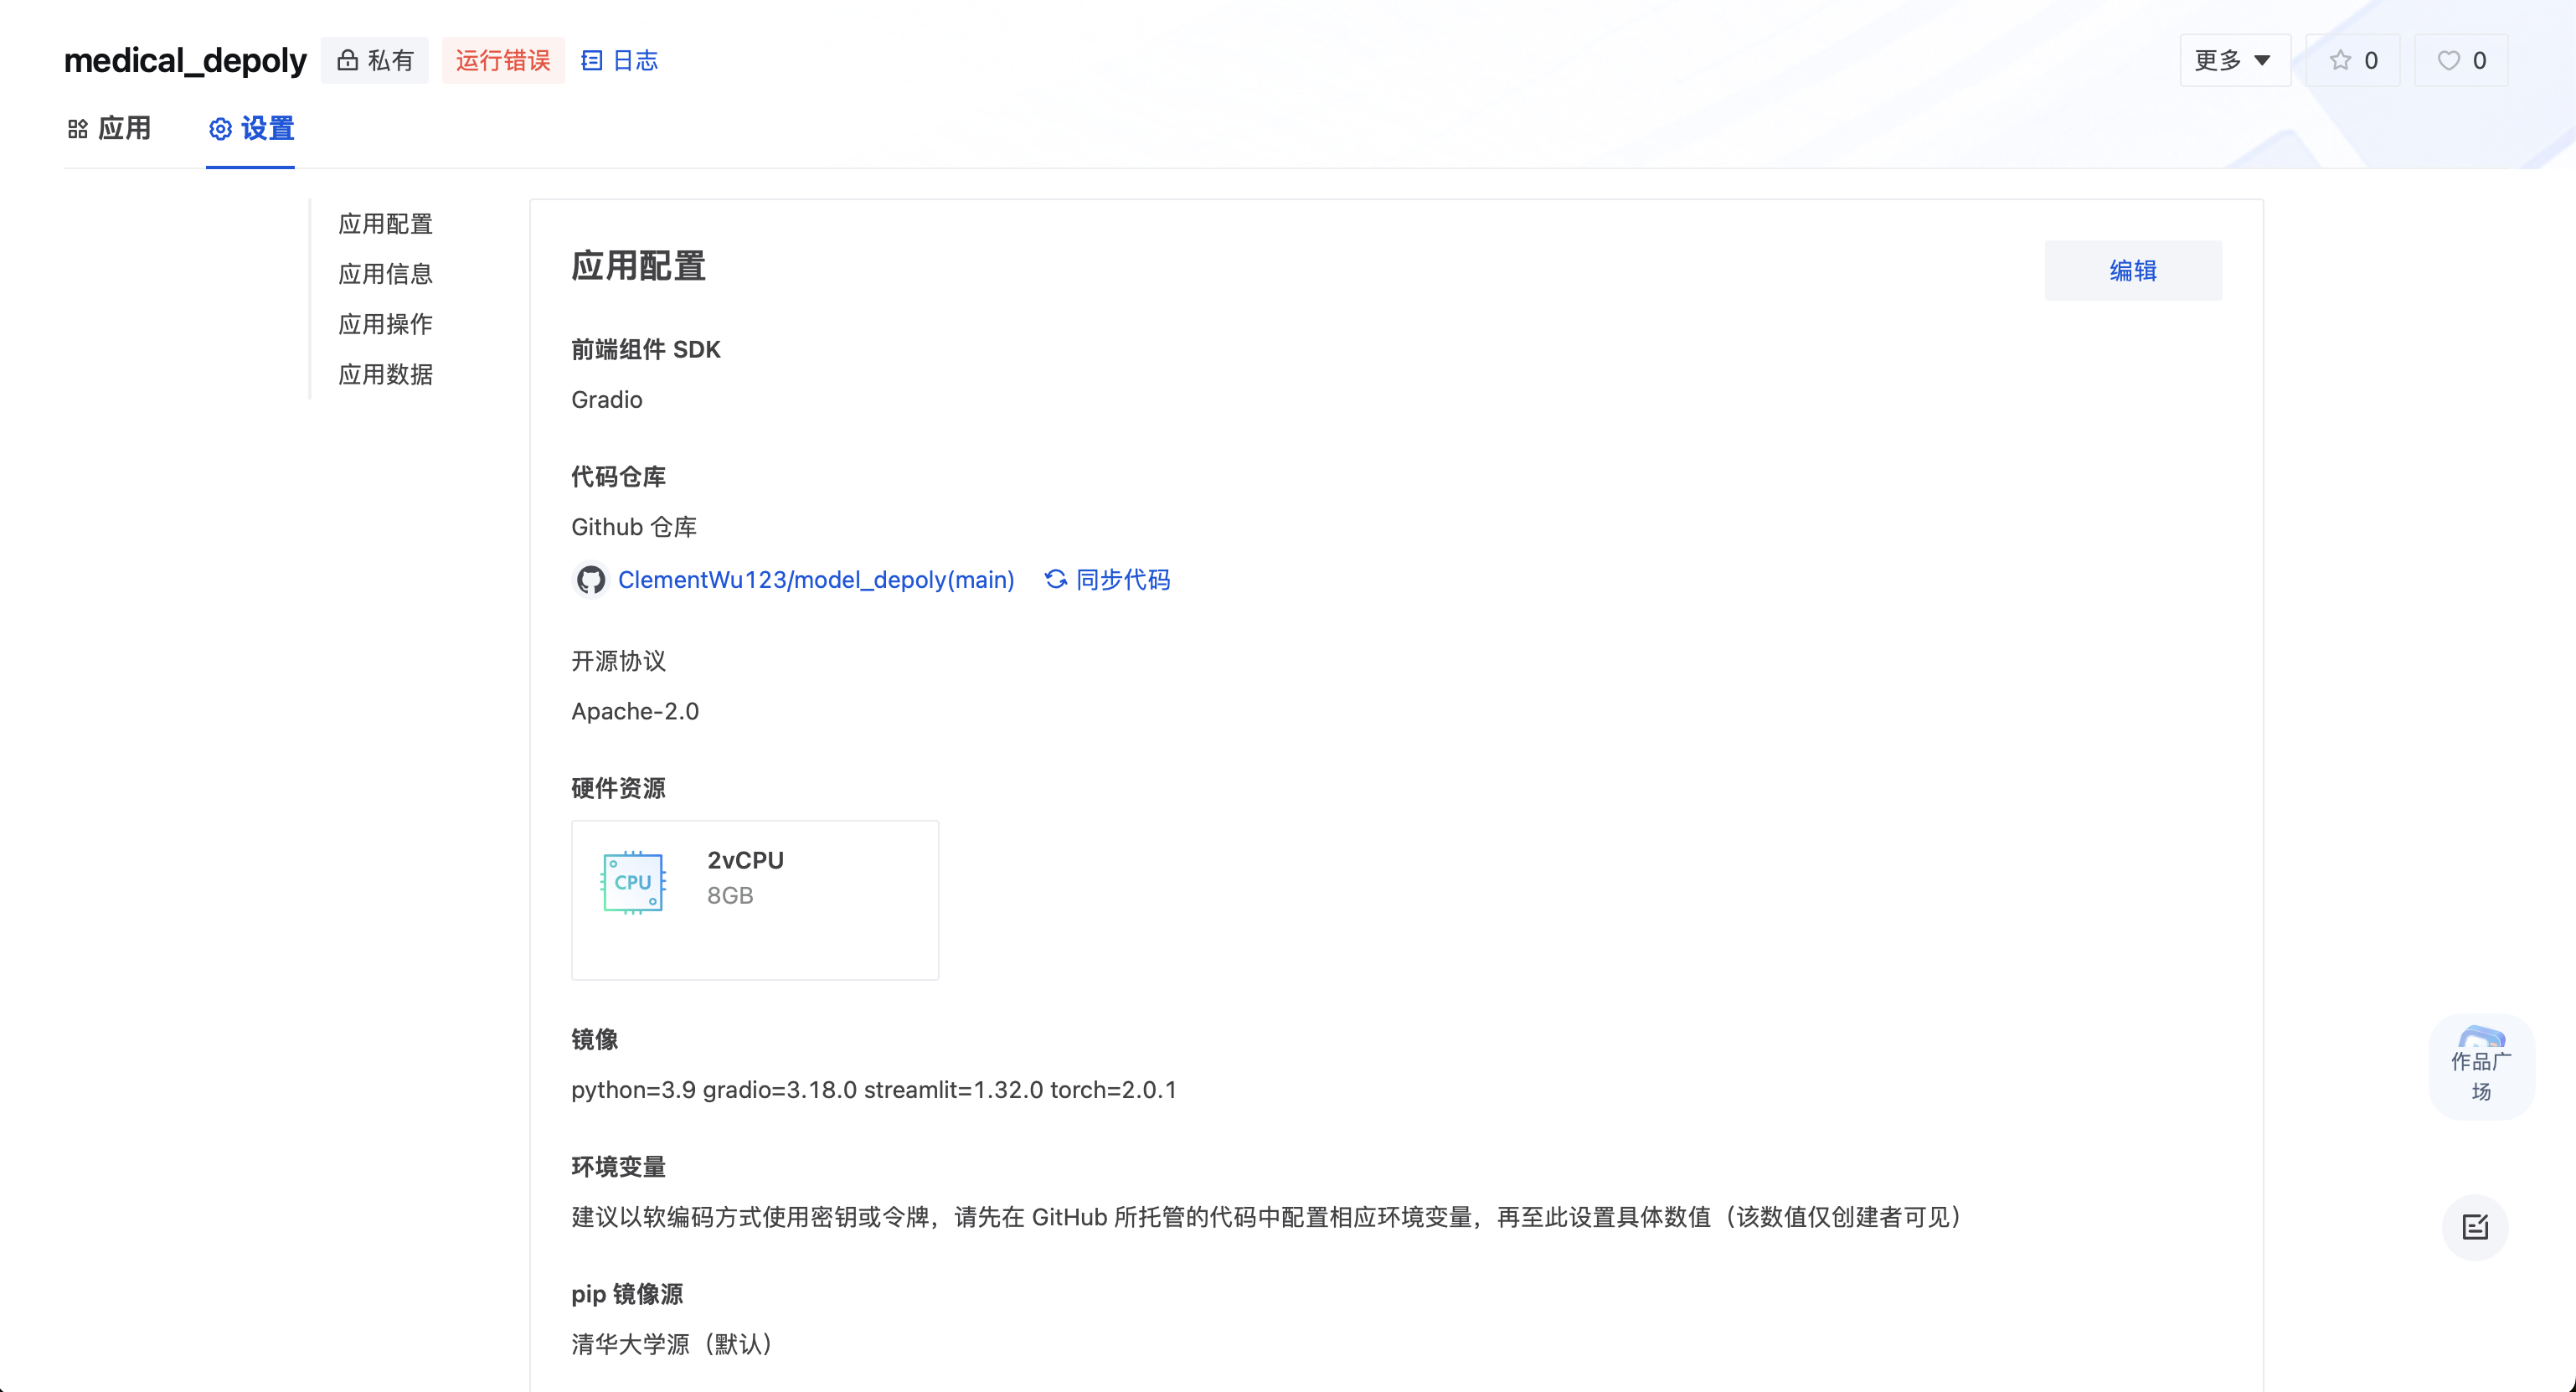 medical_depoly 私有 运行错误 日志
更多 0 0
应用 设置
应用配置
应用信息
应用操作
应用数据
应用配置
编辑
前端组件 SDK
Gradio
代码仓库
Github 仓库
ClementWu123/model_depoly(main) 同步代码
开源协议
Apache-2.0
硬件资源
CPU
2vCPU
8GB
镜像
python=3.9 gradio=3.18.0 streamlit=1.32.0 torch=2.0.1
环境变量
建议以软编码方式使用密钥或令牌，请先在 GitHub 所托管的代码中配置相应环境变量，再至此设置具体数值（该数值仅创建者可见）
pip 镜像源
清华大学源（默认）
作品广
场